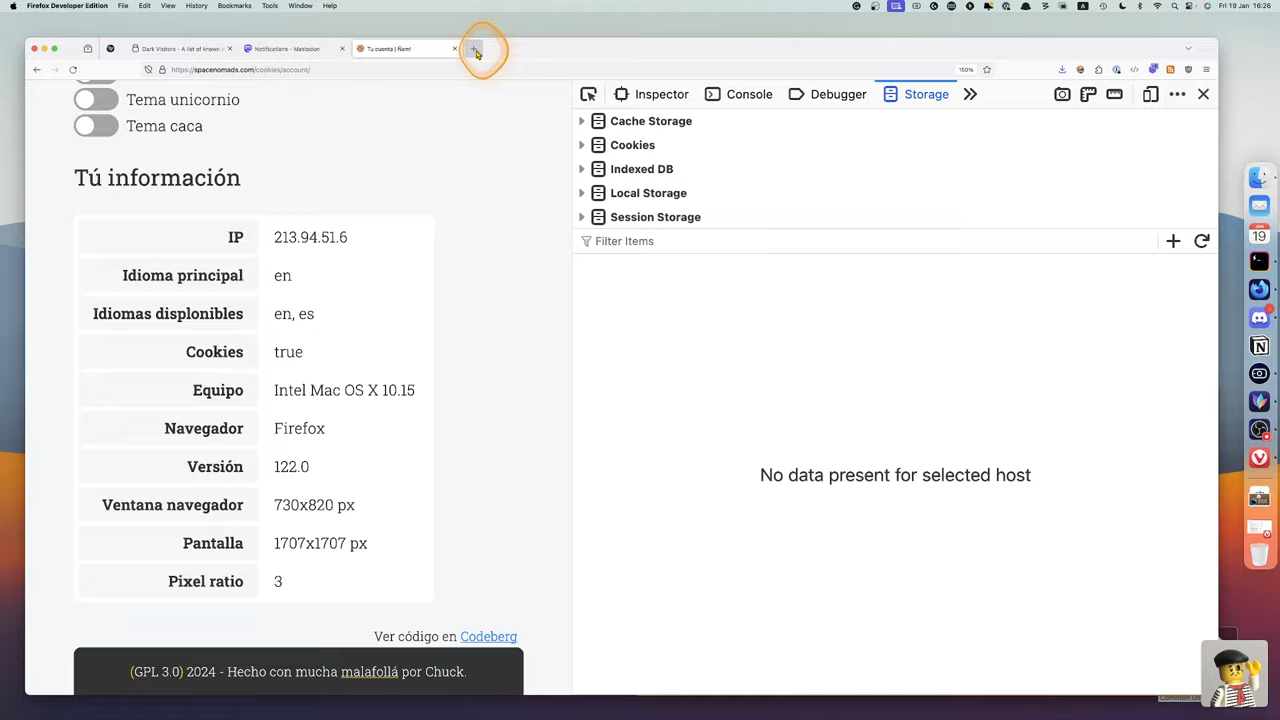 Firefox Developer Edition File Edit View History Bookmarks Tools Window Help
Fri 19 Jan 16:26
Dark Visitors - A list of known
Notifications - Mastodon
Tu cuenta | Ñam!
https://spacenomads.com/cookies/account/
150%
Tema unicornio
Tema caca
Tú información
IP 213.94.51.6
Idioma principal en
Idiomas displonibles en, es
Cookies true
Equipo Intel Mac OS X 10.15
Navegador Firefox
Versión 122.0
Ventana navegador 730x820 px
Pantalla 1707x1707 px
Pixel ratio 3
Ver código en Codeberg
(GPL 3.0) 2024 - Hecho con mucha malafollá por Chuck.
Inspector Console Debugger Storage
Cache Storage
Cookies
Indexed DB
Local Storage
Session Storage
Filter Items
No data present for selected host
19